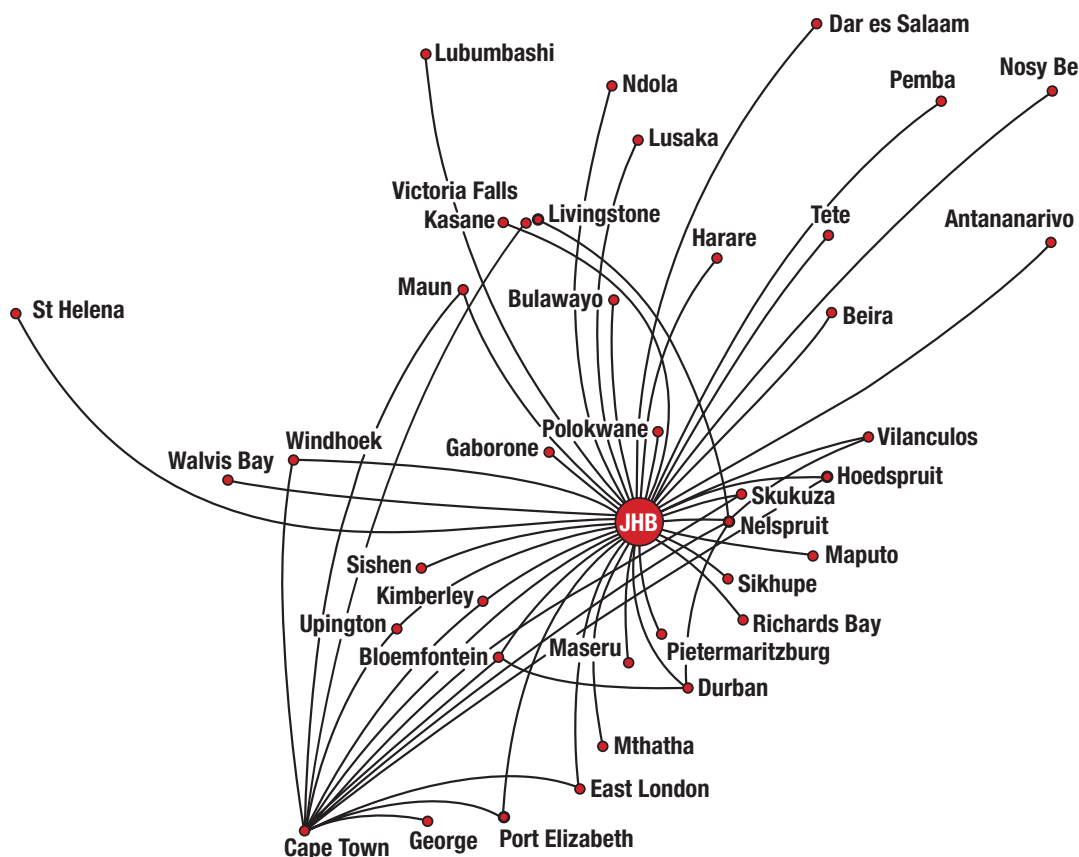 Dar es Salaam
Lubumbashi
Nosy Be
Ndola
Pemba
Lusaka
Victoria Falls
Kasane
Livingstone
Tete
Antananarivo
Harare
Maun
Bulawayo
St Helena
Beira
Polokwane
Vilanculos
Windhoek
Gaborone
Walvis Bay
Hoedspruit
Skukuza
JHB
Nelspruit
Maputo
Sishen
Sikhupe
Kimberley
Upington
Richards Bay
Bloemfontein
Maseru
Pietermaritzburg
Durban
Mthatha
East London
Port Elizabeth
George
Cape Town